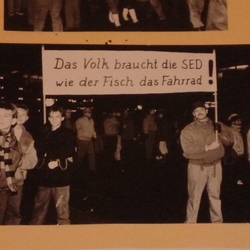 Das Volk braucht die SED
wie der Fisch das Fahrrad!